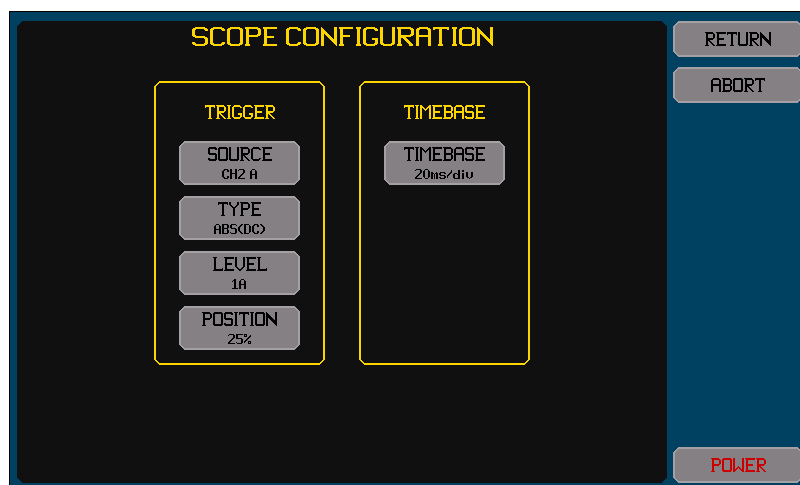 SCOPE CONFIGURATION
RETURN
ABORT
TRIGGER
SOURCE
CH2 A
TYPE
ABS(DC)
LEVEL
1A
POSITION
25%
TIMEBASE
TIMEBASE
20ms/div
POWER